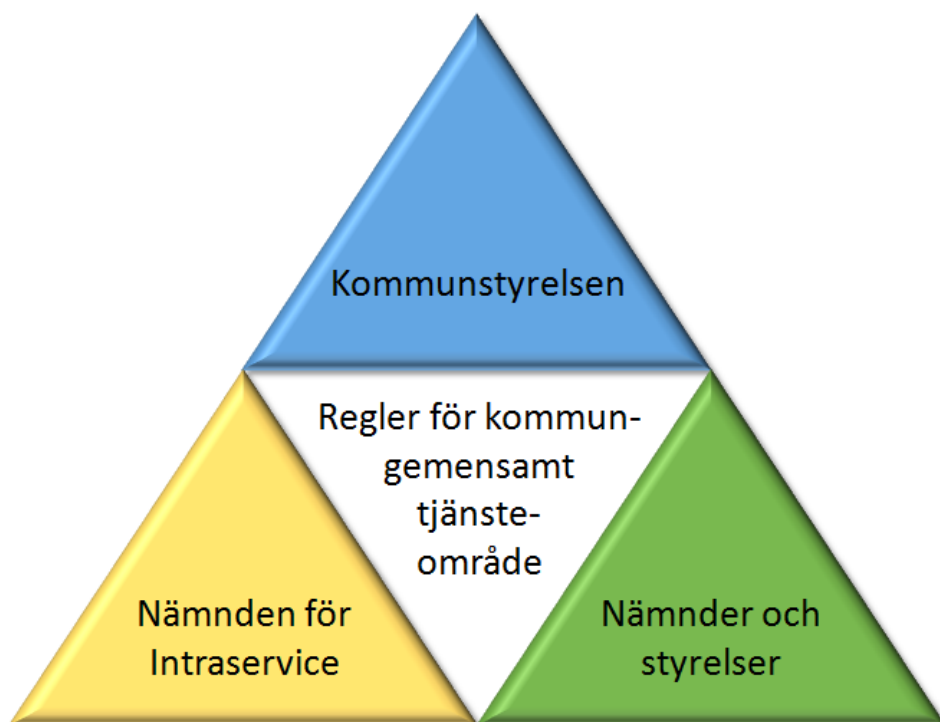 Kommunstyrelsen
Regler för kommun-
gemensamt
tjänste-
område
Nämnden för
Intraservice
Nämnder och
styrelser